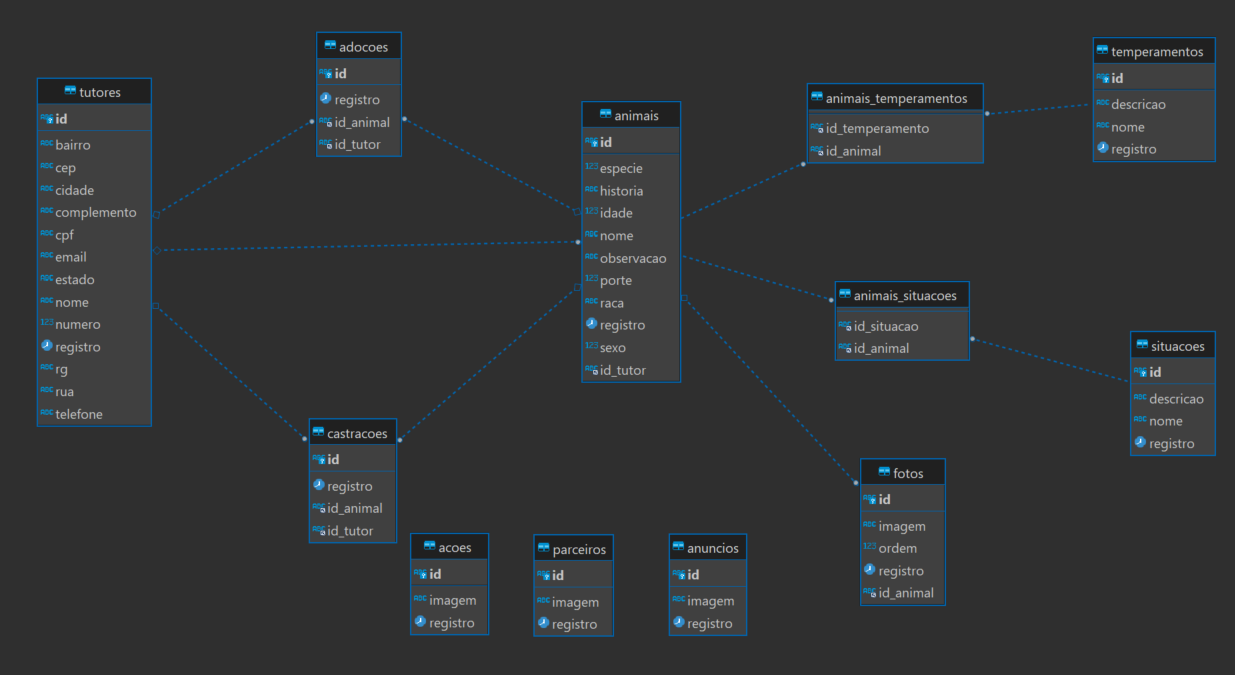 tutores
id
bairro
cep
cidade
complemento
cpf
email
estado
nome
numero
registro
rg
rua
telefone
adocoes
id
registro
id_animal
id_tutor
animais
id
especie
historia
idade
nome
observacao
porte
raca
registro
sexo
id_tutor
animais_temperamentos
id_temperamento
id_animal
temperamentos
id
descricao
nome
registro
animais_situacoes
id_situacao
id_animal
situacoes
id
descricao
nome
registro
castracoes
id
registro
id_animal
id_tutor
fotos
id
imagem
ordem
registro
id_animal
acoes
id
imagem
registro
parceiros
id
imagem
registro
anuncios
id
imagem
registro